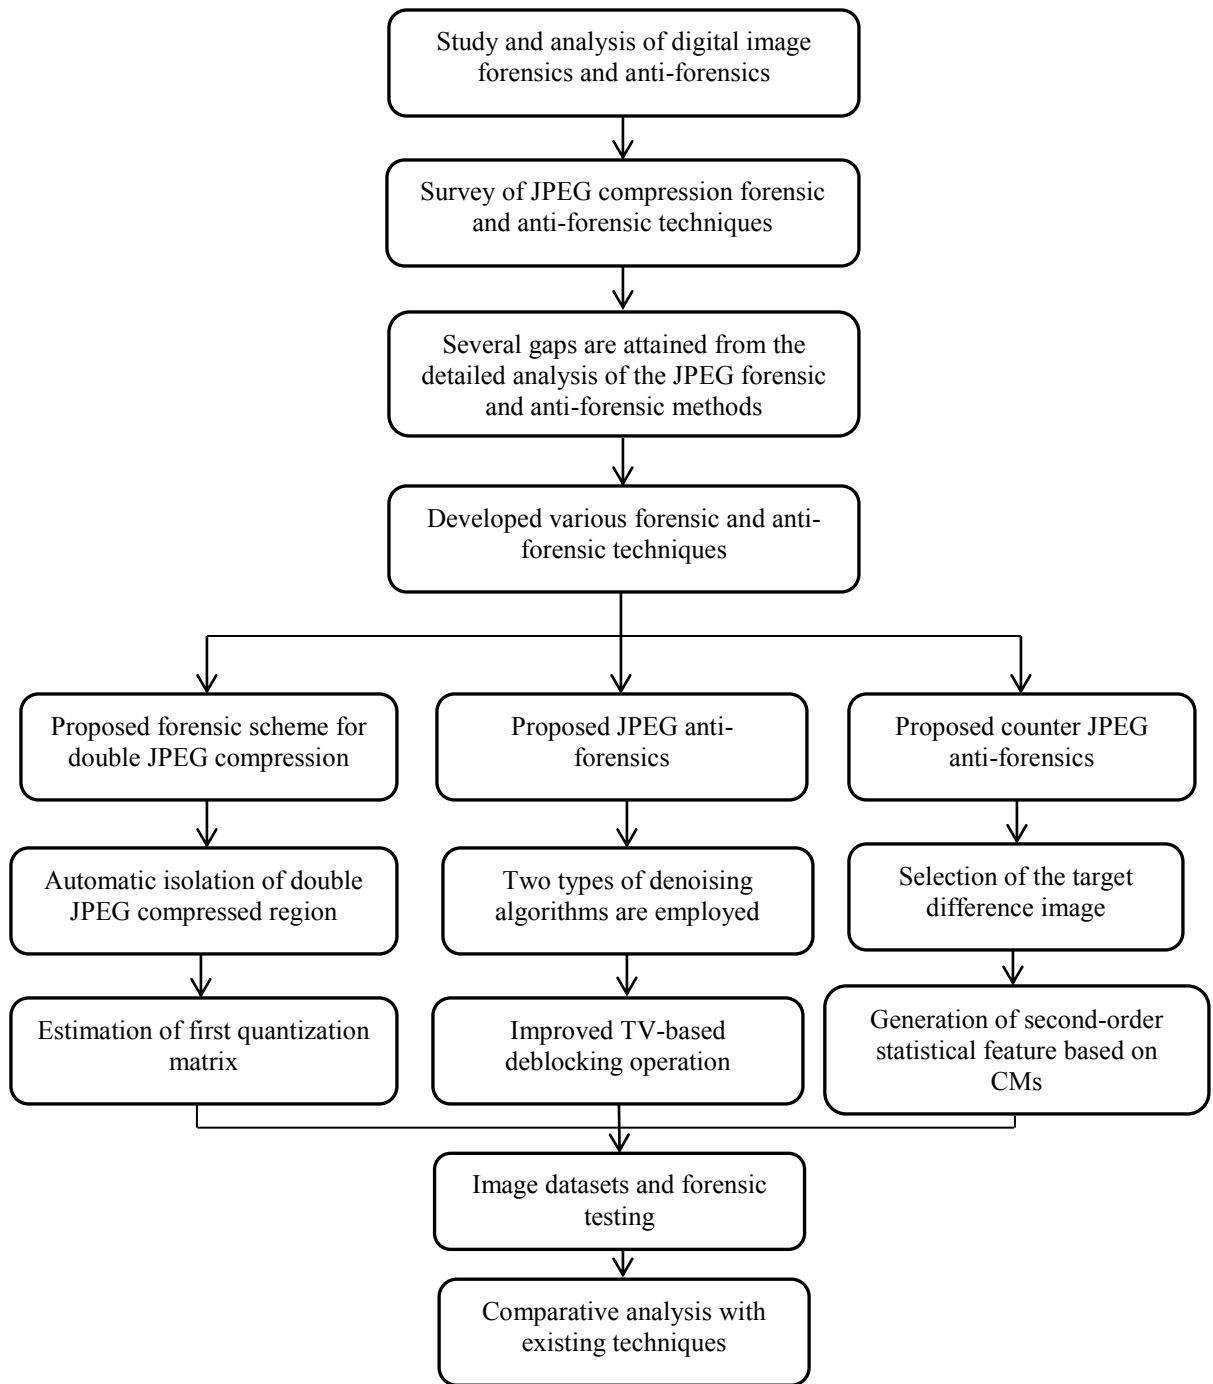 Study and analysis of digital image
forensics and anti-forensics
Survey of JPEG compression forensic
and anti-forensic techniques
Several gaps are attained from the
detailed analysis of the JPEG forensic
and anti-forensic methods
Developed various forensic and anti-
forensic techniques
Proposed forensic scheme for
double JPEG compression
Proposed JPEG anti-
forensics
Proposed counter JPEG
anti-forensics
Automatic isolation of double
JPEG compressed region
Two types of denoising
algorithms are employed
Selection of the target
difference image
Estimation of first quantization
matrix
Improved TV-based
deblocking operation
Generation of second-order
statistical feature based on
CMs
Image datasets and forensic
testing
Comparative analysis with
existing techniques